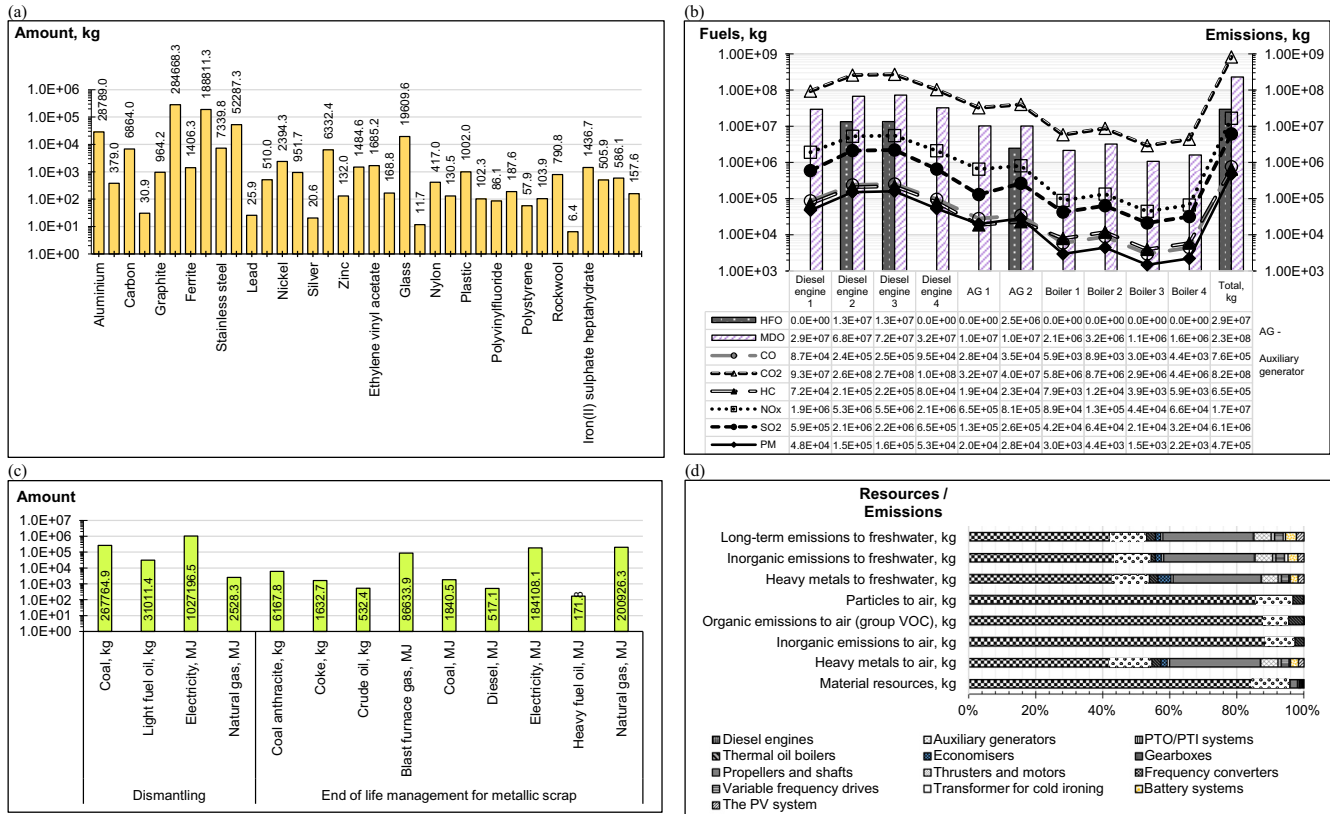 (a)
Amount, kg
1.0E+06
1.0E+05
1.0E+04
1.0E+03
1.0E+02
1.0E+01
1.0E+00
28789.0
379.0
6864.0
30.9
964.2
284668.3
1406.3
188811.3
7339.8
52287.3
25.9
510.0
2394.3
951.7
20.6
6332.4
132.0
1484.6
1685.2
168.8
19609.6
11.7
417.0
130.5
1002.0
102.3
86.1
187.6
57.9
103.9
790.8
6.4
1436.7
505.9
586.1
157.6
Aluminium
Carbon
Graphite
Ferrite
Stainless steel
Lead
Nickel
Silver
Zinc
Ethylene vinyl acetate
Glass
Nylon
Plastic
Polyvinylfluoride
Polystyrene
Rockwool
Iron(II) sulphate heptahydrate
(b)
Fuels, kg Emissions, kg
1.00E+09 1.00E+09
1.00E+08 1.00E+08
1.00E+07 1.00E+07
1.00E+06 1.00E+06
1.00E+05 1.00E+05
1.00E+04 1.00E+04
1.00E+03 1.00E+03
Diesel engine 1 Diesel engine 2 Diesel engine 3 Diesel engine 4 AG 1 AG 2 Boiler 1 Boiler 2 Boiler 3 Boiler 4 Total, kg
HFO 0.0E+00 1.3E+07 1.3E+07 0.0E+00 0.0E+00 2.5E+06 0.0E+00 0.0E+00 0.0E+00 0.0E+00 2.9E+07
MDO 2.9E+07 6.8E+07 7.2E+07 3.2E+07 1.0E+07 1.0E+07 2.1E+06 3.2E+06 1.1E+06 1.6E+06 2.3E+08
CO 8.7E+04 2.4E+05 2.5E+05 9.5E+04 2.8E+04 3.5E+04 5.9E+03 8.9E+03 3.0E+03 4.4E+03 7.6E+05
CO2 9.3E+07 2.6E+08 2.7E+08 1.0E+08 3.2E+07 4.0E+07 5.8E+06 8.7E+06 2.9E+06 4.4E+06 8.2E+08
HC 7.2E+04 2.1E+05 2.2E+05 8.0E+04 1.9E+04 2.3E+04 7.9E+03 1.2E+04 3.9E+03 5.9E+03 6.5E+05
NOx 1.9E+06 5.3E+06 5.5E+06 2.1E+06 6.5E+05 8.1E+05 8.9E+04 1.3E+05 4.4E+04 6.6E+04 1.7E+07
SO2 5.9E+05 2.1E+06 2.2E+06 6.5E+05 1.3E+05 2.6E+05 4.2E+04 6.4E+04 2.1E+04 3.2E+04 6.1E+06
PM 4.8E+04 1.5E+05 1.6E+05 5.3E+04 2.0E+04 2.8E+04 3.0E+03 4.4E+03 1.5E+03 2.2E+03 4.7E+05
AG -
Auxiliary
generator
(c)
Amount
1.0E+07
1.0E+06
1.0E+05
1.0E+04
1.0E+03
1.0E+02
1.0E+01
1.0E+00
267764.9
31011.4
1027196.5
2528.3
6167.8
1632.7
532.4
86633.9
1840.5
517.1
184108.1
171.8
200926.3
Coal, kg
Light fuel oil, kg
Electricity, MJ
Natural gas, MJ
Coal anthracite, kg
Coke, kg
Crude oil, kg
Blast furnace gas, MJ
Coal, MJ
Diesel, MJ
Electricity, MJ
Heavy fuel oil, MJ
Natural gas, MJ
Dismantling End of life management for metallic scrap
(d)
Resources /
Emissions
Long-term emissions to freshwater, kg
Inorganic emissions to freshwater, kg
Heavy metals to freshwater, kg
Particles to air, kg
Organic emissions to air (group VOC), kg
Inorganic emissions to air, kg
Heavy metals to air, kg
Material resources, kg
0% 20% 40% 60% 80% 100%
Diesel engines Auxiliary generators PTO/PTI systems
Thermal oil boilers Economisers Gearboxes
Propellers and shafts Thrusters and motors Frequency converters
Variable frequency drives Transformer for cold ironing Battery systems
The PV system